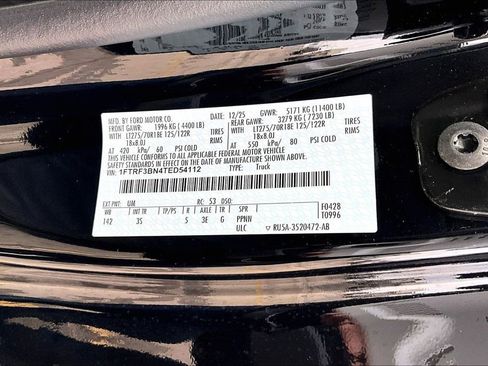 MFD. BY FORD MOTOR CO. 12/25 GVWR: 5171 KG (11400 LB)
FRONT GAWR: 1996 KG (4400 LB) REAR GAWR: 3279 KG (7230 LB)
WITH LT275/70R18E 125/122R TIRES WITH LT275/70R18E 125/122R TIRES
18x8.0J RIMS 18x8.0J RIMS
AT 420 kPa/ 60 PSI COLD AT 550 kPa/ 80 PSI COLD
THIS VEHICLE CONFORMS TO ALL APPLICABLE FEDERAL MOTOR VEHICLE
SAFETY STANDARDS IN EFFECT ON THE DATE OF MANUFACTURE SHOWN ABOVE.
VIN: 1FTRF3BN4TED54112 TYPE: Truck
EXT PNT: UM RC: 53 DSO: F0428
WB INT TR TP/PS R AXLE TR SPR T0996
142 3S 5 3E G PPNN
ULC ▽ RU5A-3520472-AB